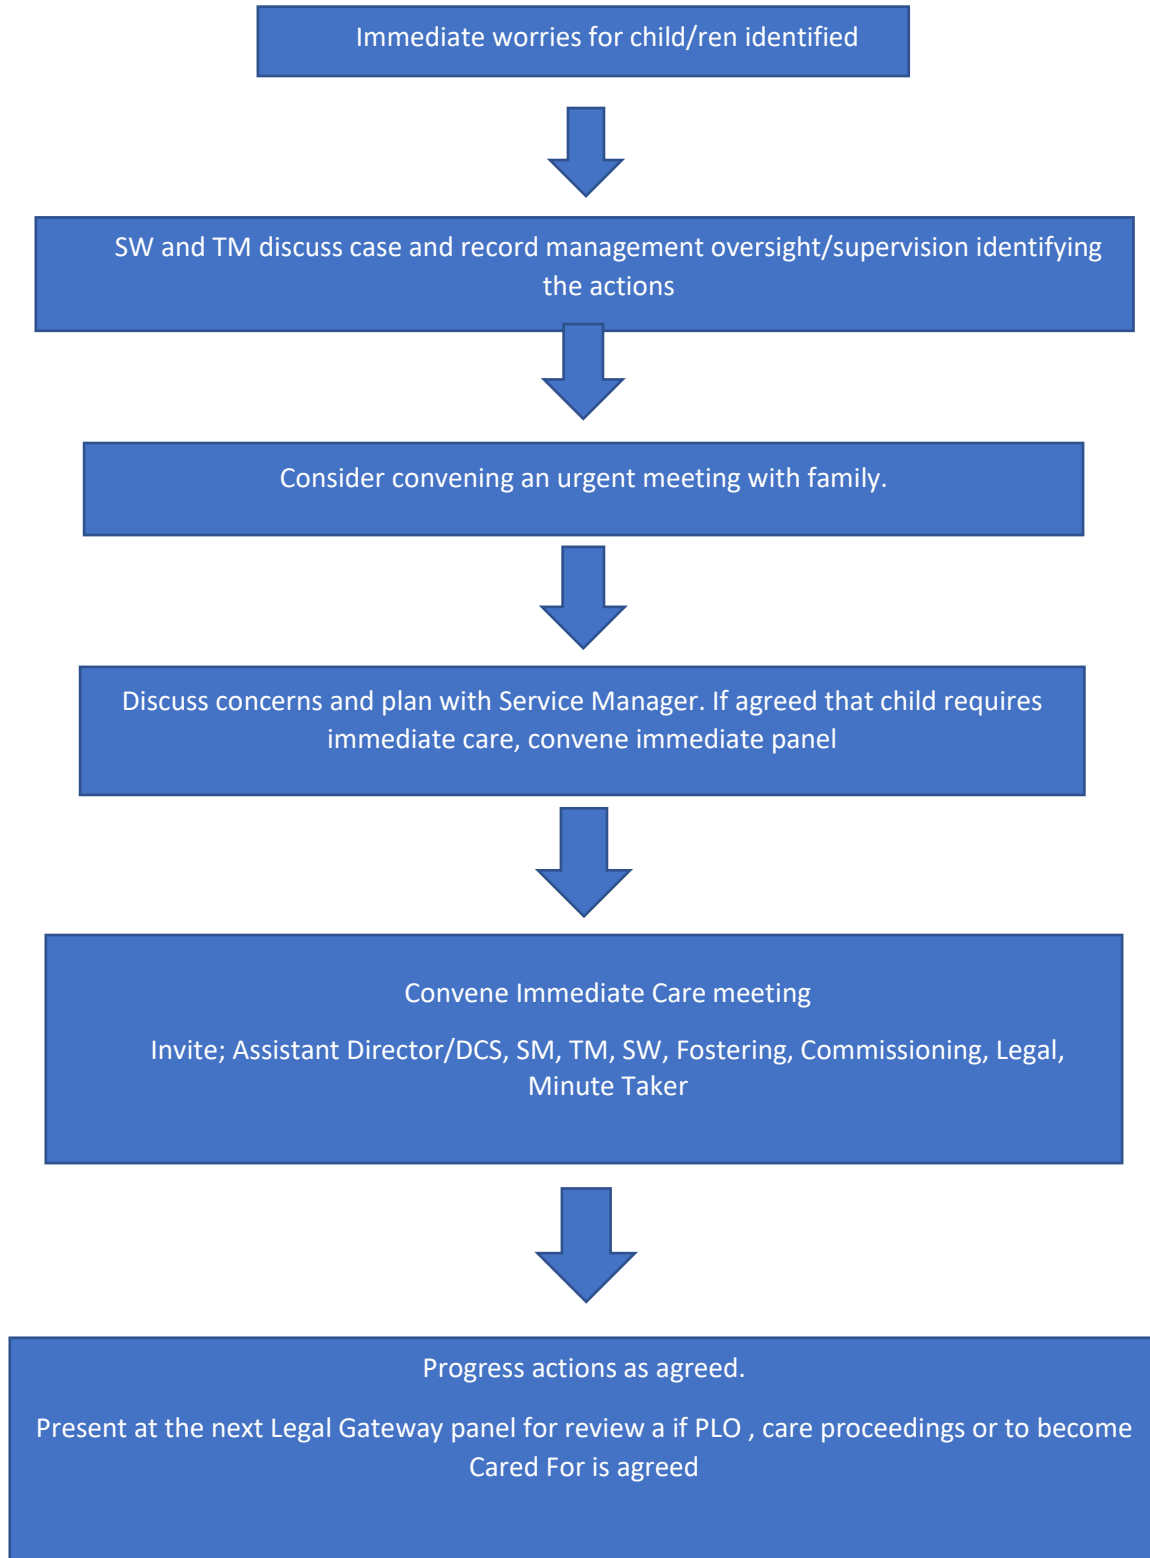 Immediate worries for child/ren identified
SW and TM discuss case and record management oversight/supervision identifying
the actions
Consider convening an urgent meeting with family.
Discuss concerns and plan with Service Manager. If agreed that child requires
immediate care, convene immediate panel
Convene Immediate Care meeting
Invite; Assistant Director/DCS, SM, TM, SW, Fostering, Commissioning, Legal,
Minute Taker
Progress actions as agreed.
Present at the next Legal Gateway panel for review a if PLO , care proceedings or to become
Cared For is agreed